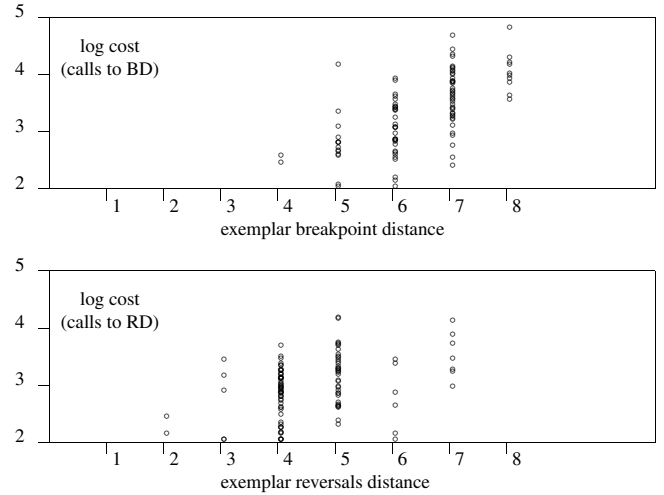 5
log cost
(calls to BD)
4
3
2
1 2 3 4 5 6 7 8
exemplar breakpoint distance
5
log cost
(calls to RD)
4
3
2
1 2 3 4 5 6 7 8
exemplar reversals distance